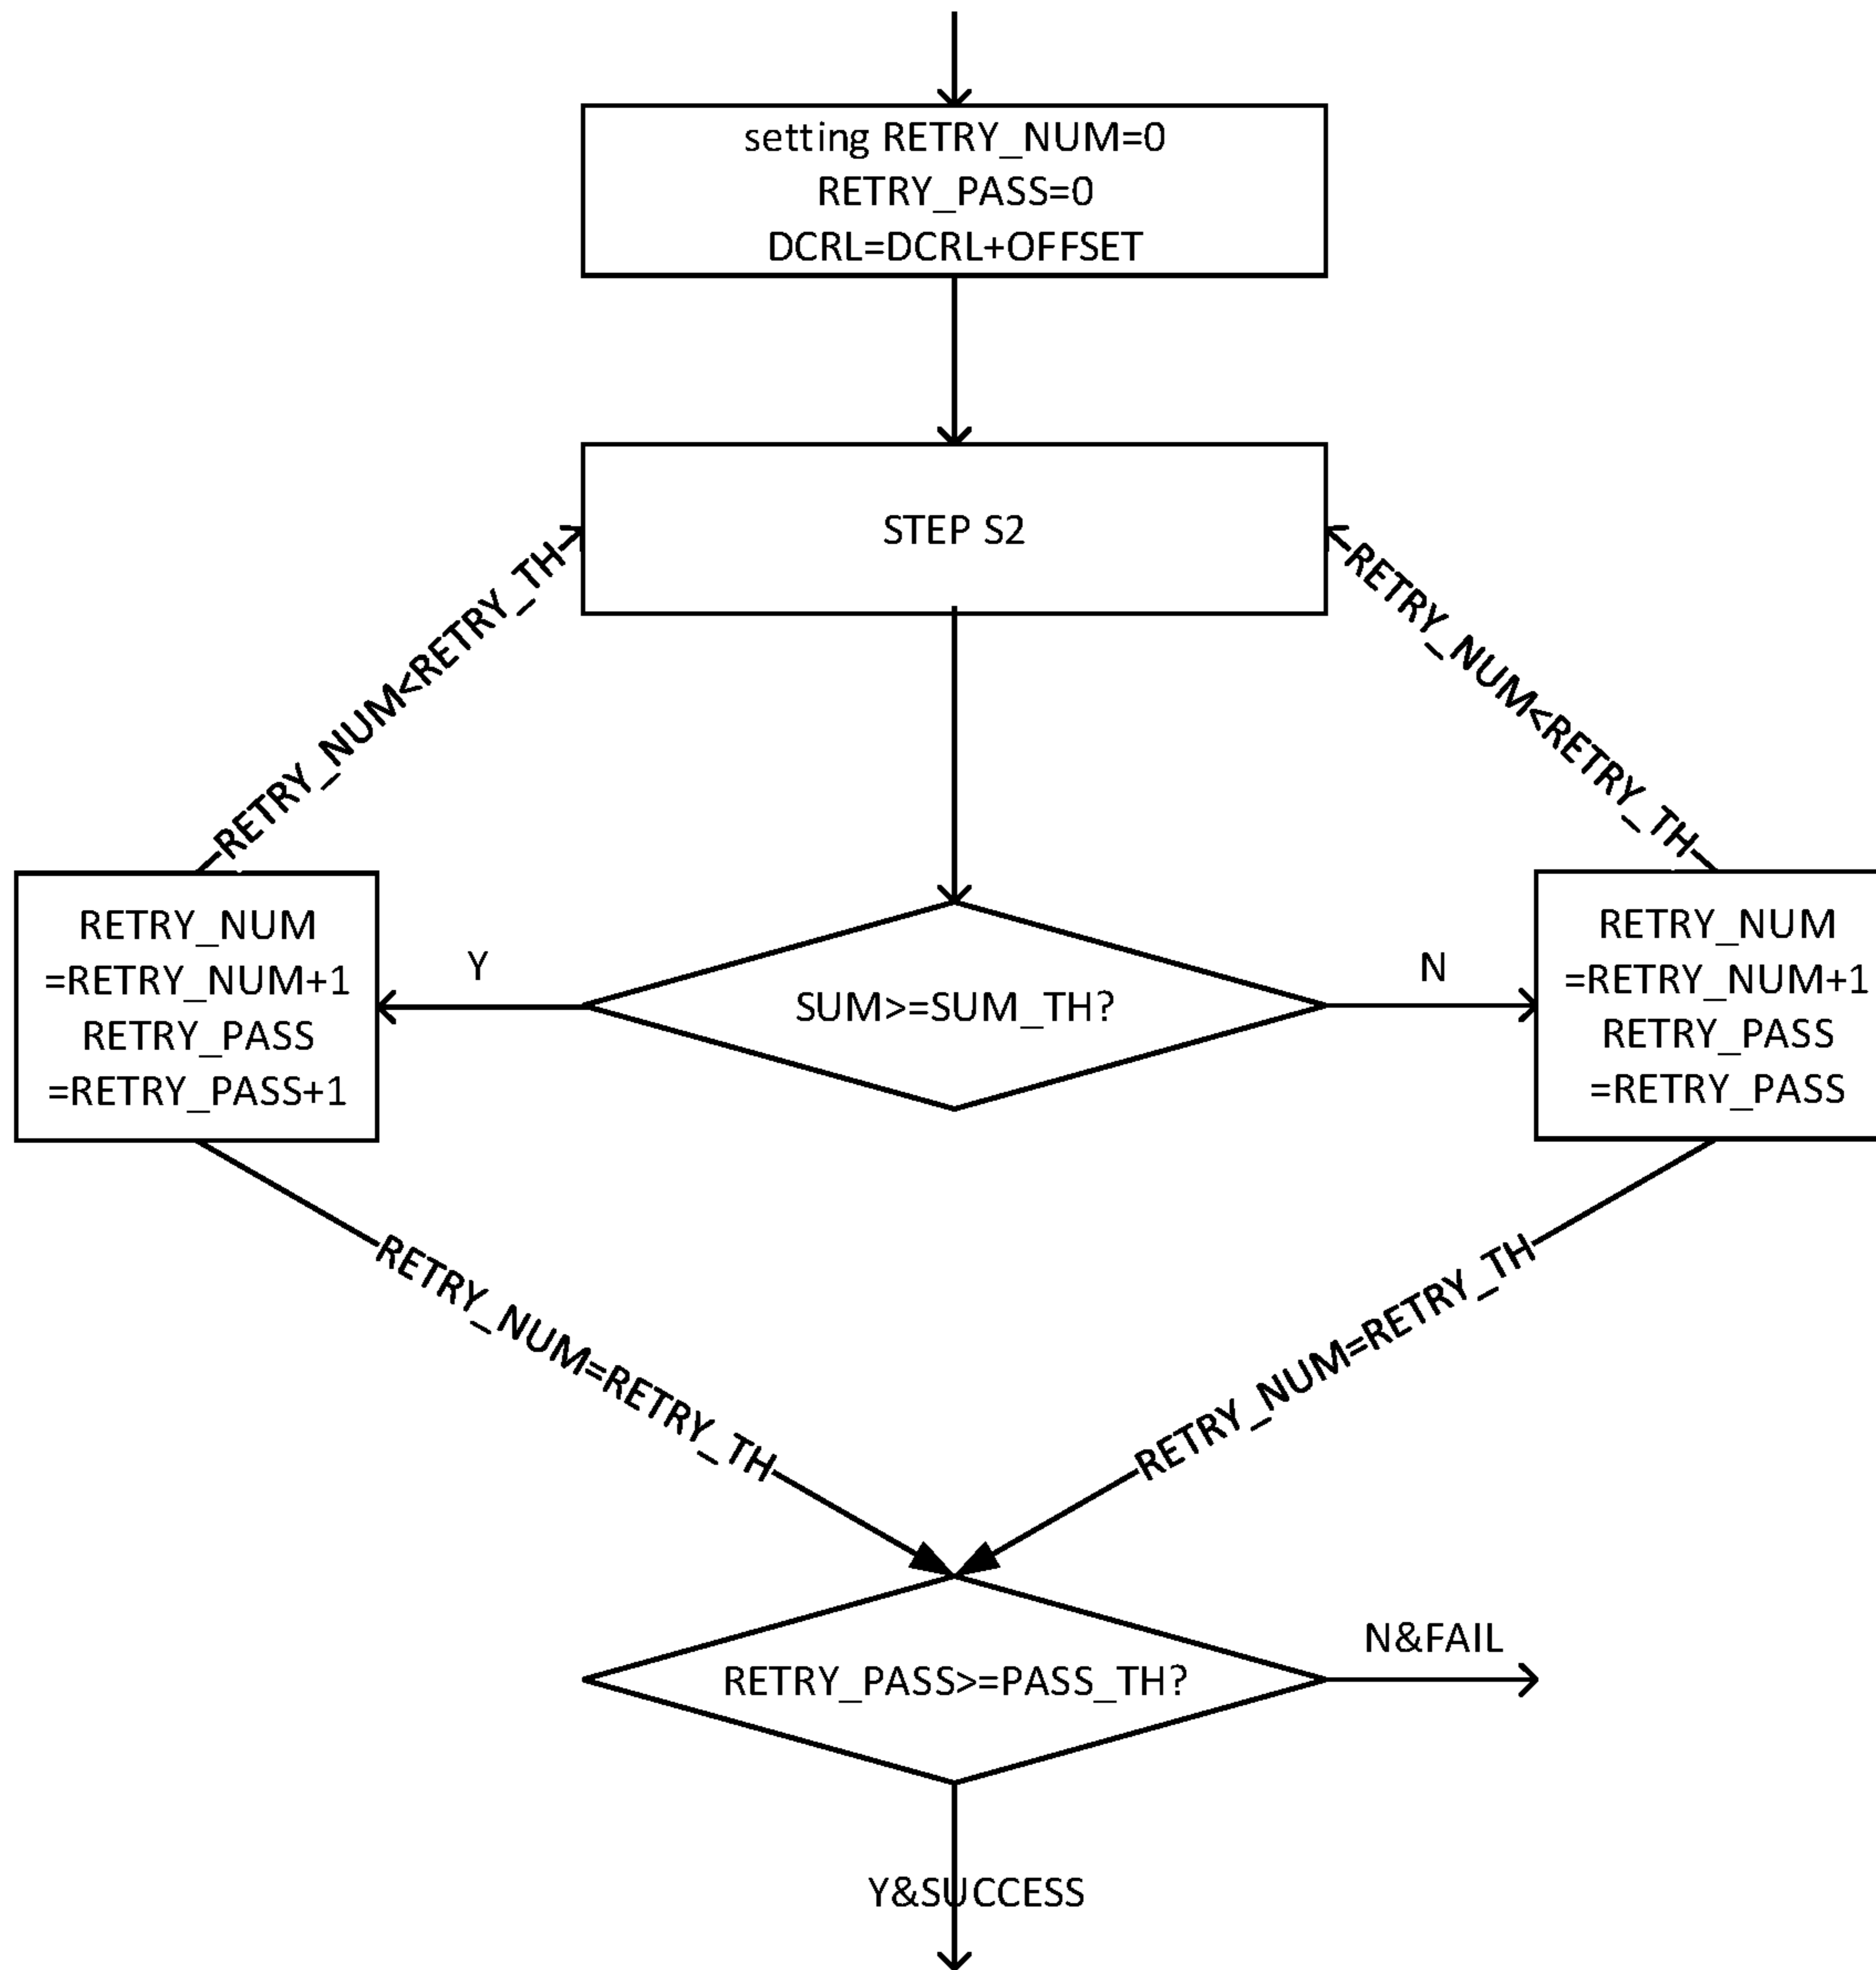 setting RETRY_NUM=0
RETRY_PASS=0
DCRL=DCRL+OFFSET
STEP S2
RETRY_NUM<RETRY_TH
RETRY_NUM<RETRY_TH
RETRY_NUM
=RETRY_NUM+1
RETRY_PASS
=RETRY_PASS+1
Y
SUM>=SUM_TH?
N
RETRY_NUM
=RETRY_NUM+1
RETRY_PASS
=RETRY_PASS
RETRY_NUM=RETRY_TH
RETRY_NUM=RETRY_TH
RETRY_PASS>=PASS_TH?
N&FAIL
Y&SUCCESS